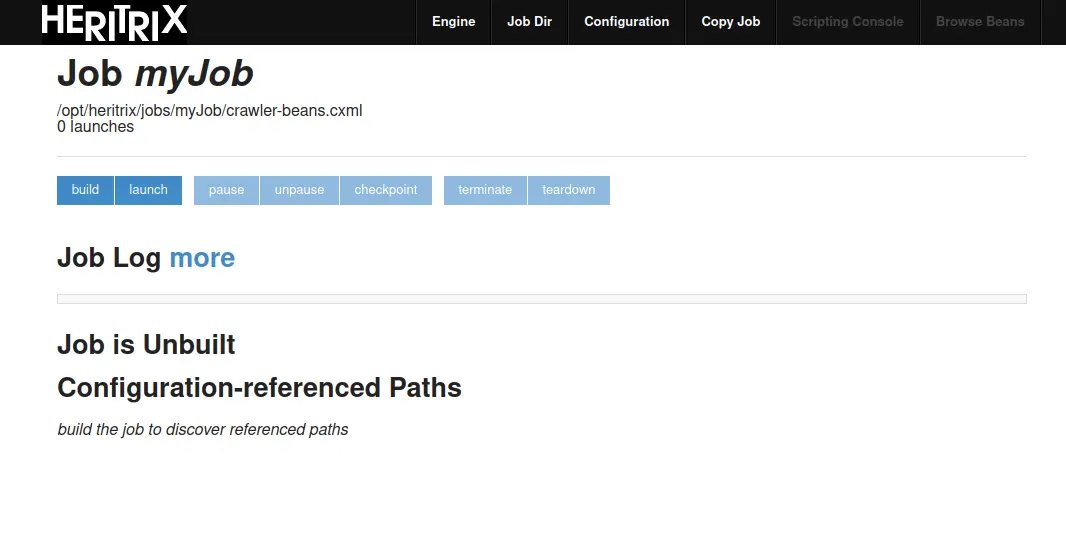 HERITRIX Engine Job Dir Configuration Copy Job Scripting Console Browse Beans
Job myJob
/opt/heritrix/jobs/myJob/crawler-beans.cxml
0 launches
build launch pause unpause checkpoint terminate teardown
Job Log more
Job is Unbuilt
Configuration-referenced Paths
build the job to discover referenced paths